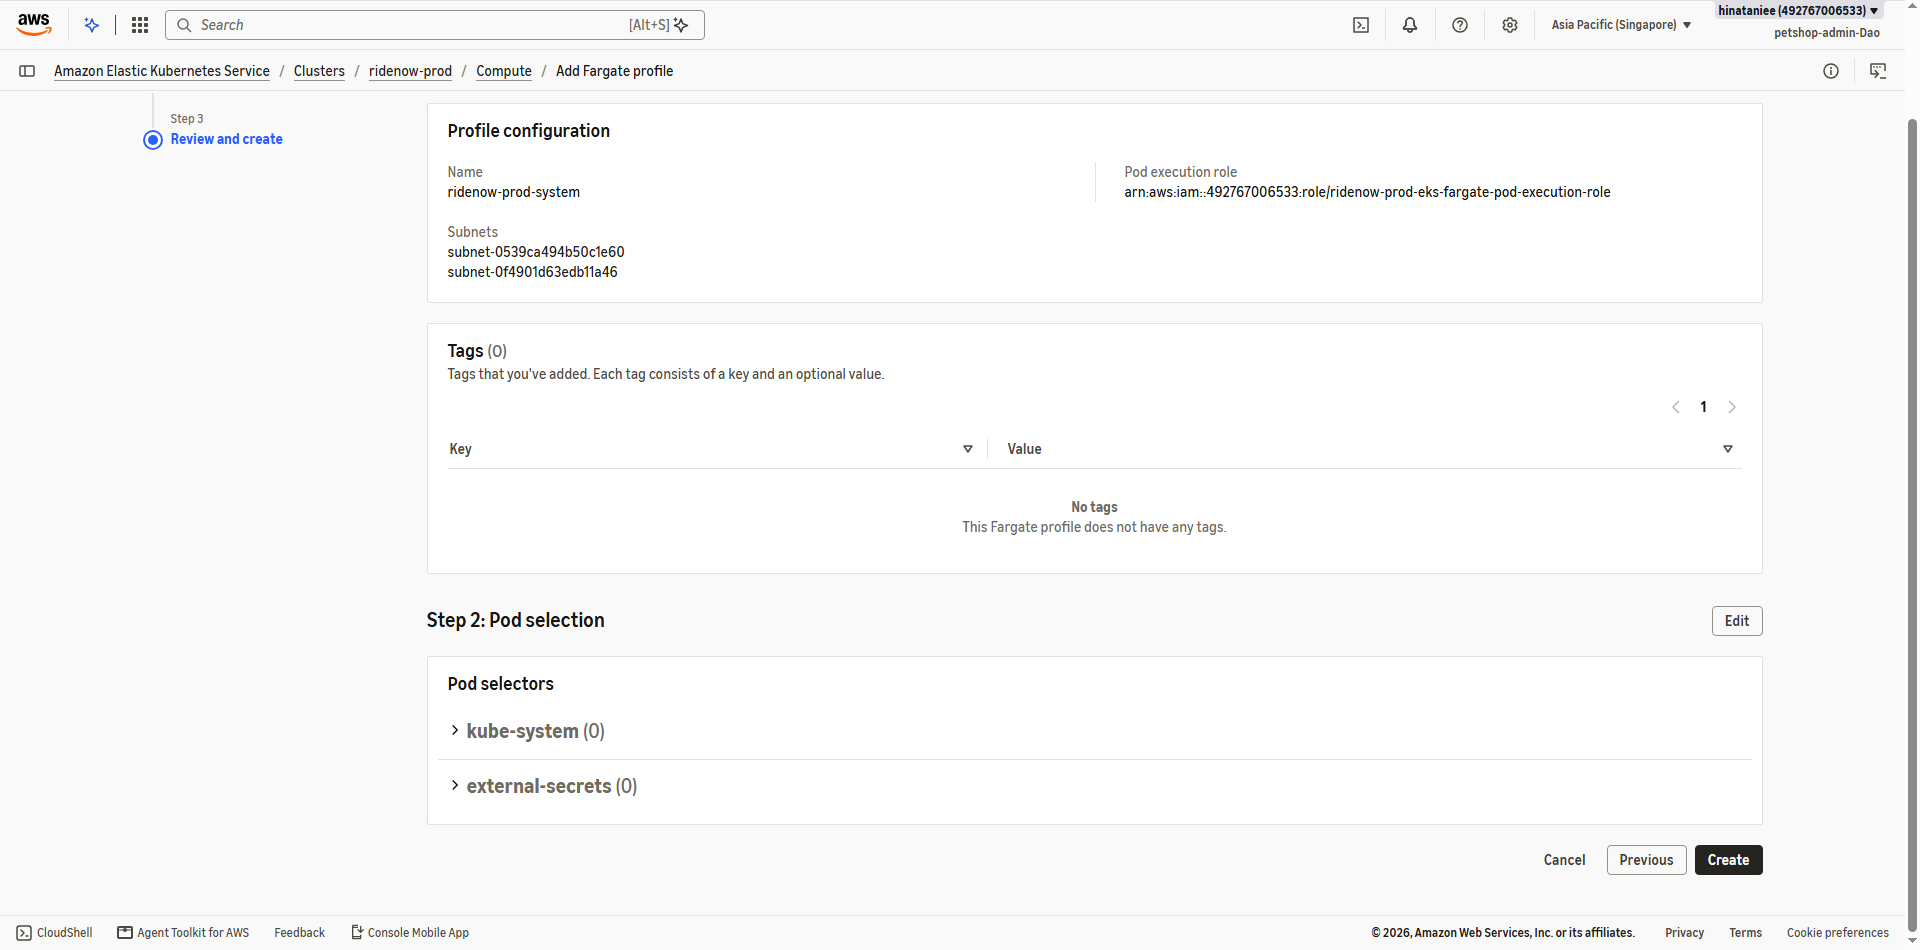 aws
Search
[Alt+S]
Asia Pacific (Singapore)
hinataniee (492767006533)
petshop-admin-Dao
Amazon Elastic Kubernetes Service / Clusters / ridenow-prod / Compute / Add Fargate profile
Step 3
Review and create
Profile configuration
Name
ridenow-prod-system
Pod execution role
arn:aws:iam::492767006533:role/ridenow-prod-eks-fargate-pod-execution-role
Subnets
subnet-0539ca494b50c1e60
subnet-0f4901d63edb11a46
Tags (0)
Tags that you've added. Each tag consists of a key and an optional value.
1
Key
Value
No tags
This Fargate profile does not have any tags.
Step 2: Pod selection
Edit
Pod selectors
kube-system (0)
external-secrets (0)
Cancel
Previous
Create
CloudShell
Agent Toolkit for AWS
Feedback
Console Mobile App
© 2026, Amazon Web Services, Inc. or its affiliates.
Privacy
Terms
Cookie preferences